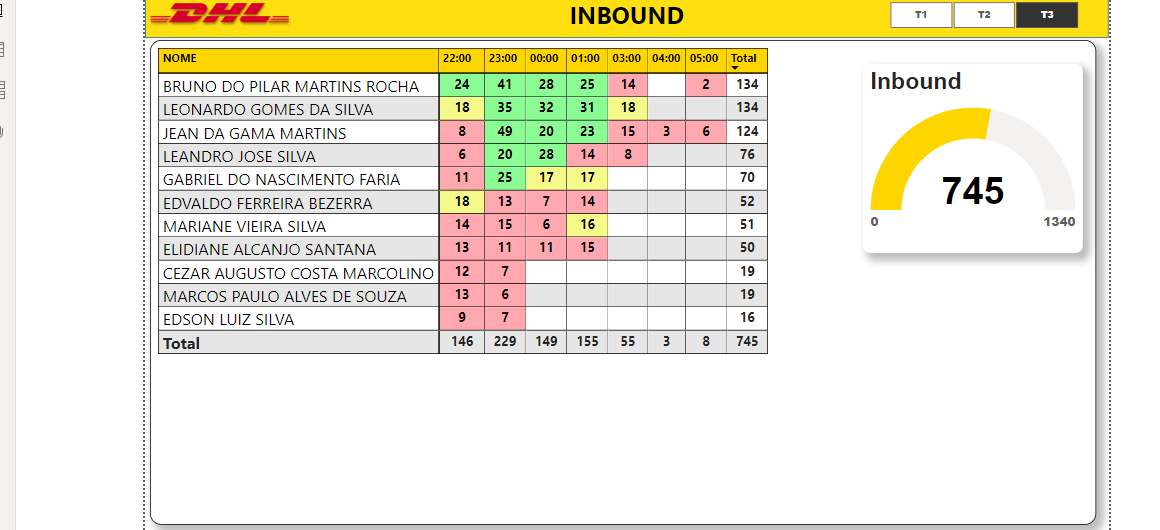 DHL INBOUND T1 T2 T3
NOME 22:00 23:00 00:00 01:00 03:00 04:00 05:00 Total
BRUNO DO PILAR MARTINS ROCHA 24 41 28 25 14 2 134
LEONARDO GOMES DA SILVA 18 35 32 31 18 134
JEAN DA GAMA MARTINS 8 49 20 23 15 3 6 124
LEANDRO JOSE SILVA 6 20 28 14 8 76
GABRIEL DO NASCIMENTO FARIA 11 25 17 17 70
EDVALDO FERREIRA BEZERRA 18 13 7 14 52
MARIANE VIEIRA SILVA 14 15 6 16 51
ELIDIANE ALCANJO SANTANA 13 11 11 15 50
CEZAR AUGUSTO COSTA MARCOLINO 12 7 19
MARCOS PAULO ALVES DE SOUZA 13 6 19
EDSON LUIZ SILVA 9 7 16
Total 146 229 149 155 55 3 8 745
Inbound
745
0 1340